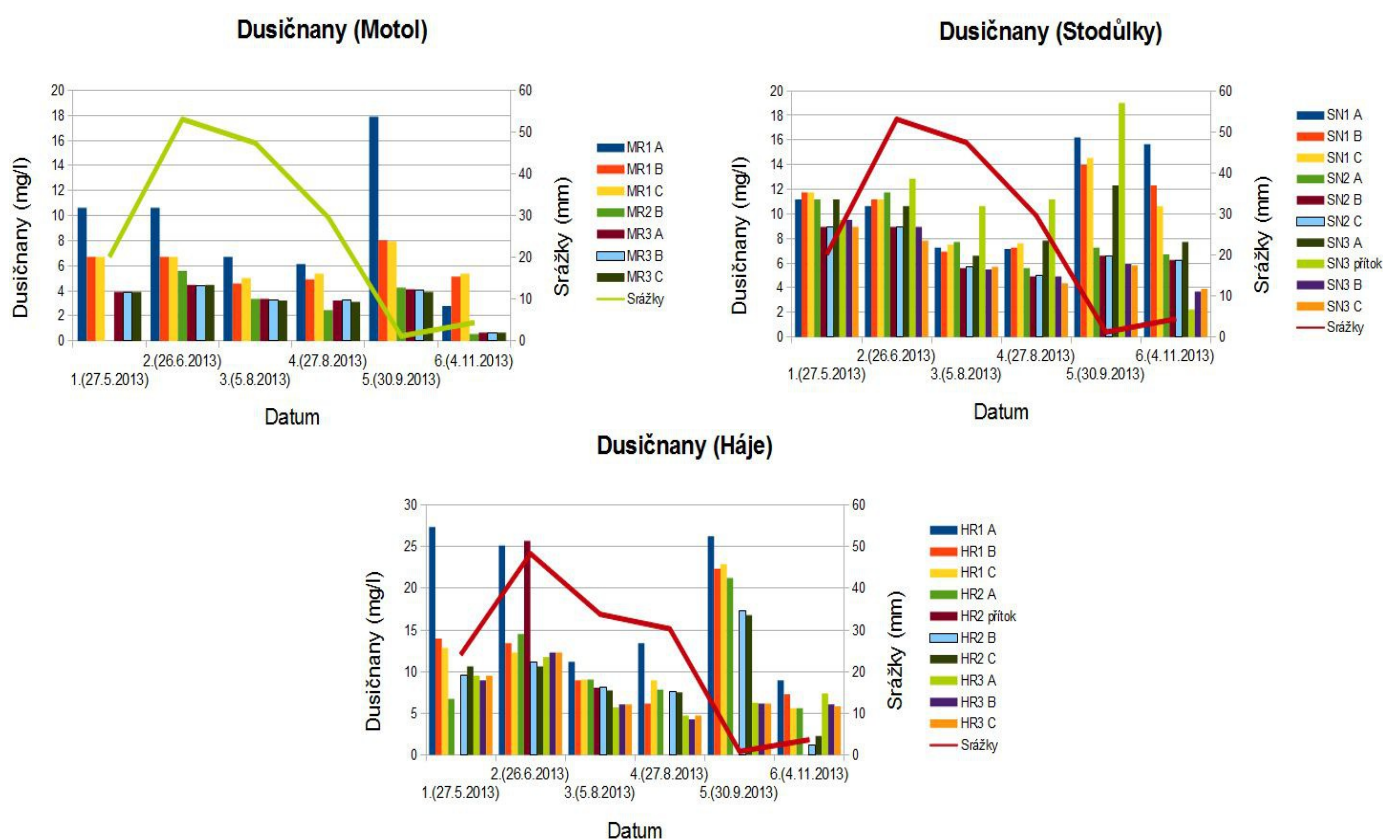 Dusičnany (Motol)
Dusičnany (mg/l)
20
18
16
14
12
10
8
6
4
2
0
60
50
40
30
20
10
0
Srážky (mm)
MR1 A
MR1 B
MR1 C
MR2 B
MR3 A
MR3 B
MR3 C
Srážky
2.(26.6.2013) 4.(27.8.2013) 6.(4.11.2013)
1.(27.5.2013) 3.(5.8.2013) 5.(30.9.2013)
Datum
Dusičnany (Stodůlky)
Dusičnany (mg/l)
20
18
16
14
12
10
8
6
4
2
0
60
50
40
30
20
10
0
Srážky (mm)
SN1 A
SN1 B
SN1 C
SN2 A
SN2 B
SN2 C
SN3 A
SN3 přítok
SN3 B
SN3 C
Srážky
2.(26.6.2013) 4.(27.8.2013) 6.(4.11.2013)
1.(27.5.2013) 3.(5.8.2013) 5.(30.9.2013)
Datum
Dusičnany (Háje)
Dusičnany (mg/l)
30
25
20
15
10
5
0
60
50
40
30
20
10
0
Srážky (mm)
HR1 A
HR1 B
HR1 C
HR2 A
HR2 přítok
HR2 B
HR2 C
HR3 A
HR3 B
HR3 C
Srážky
2.(26.6.2013) 4.(27.8.2013) 6.(4.11.2013)
1.(27.5.2013) 3.(5.8.2013) 5.(30.9.2013)
Datum